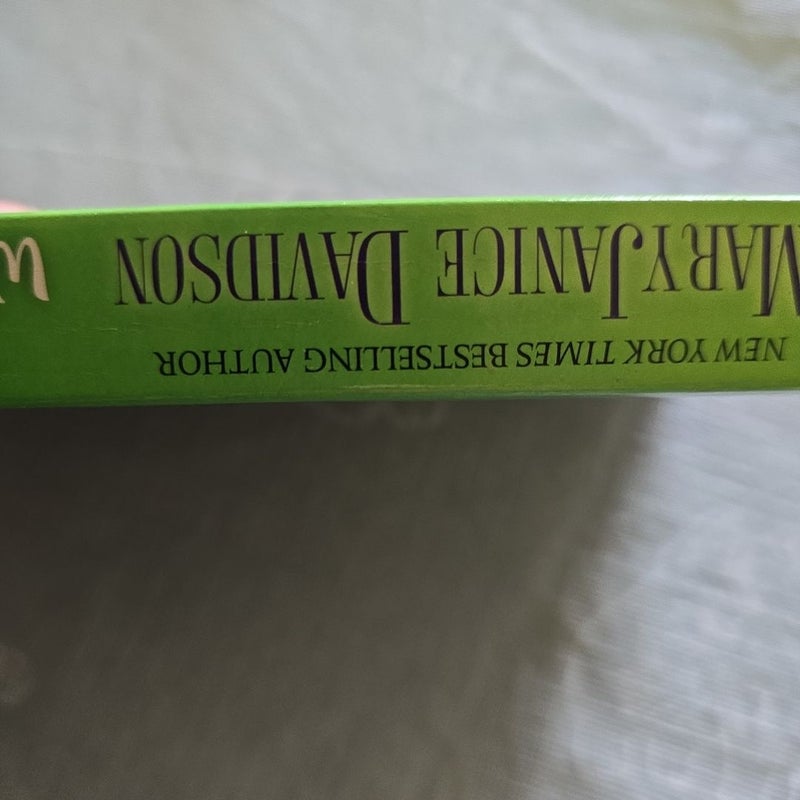 NEW YORK TIMES BESTSELLING AUTHOR
MARYJANICE DAVIDSON